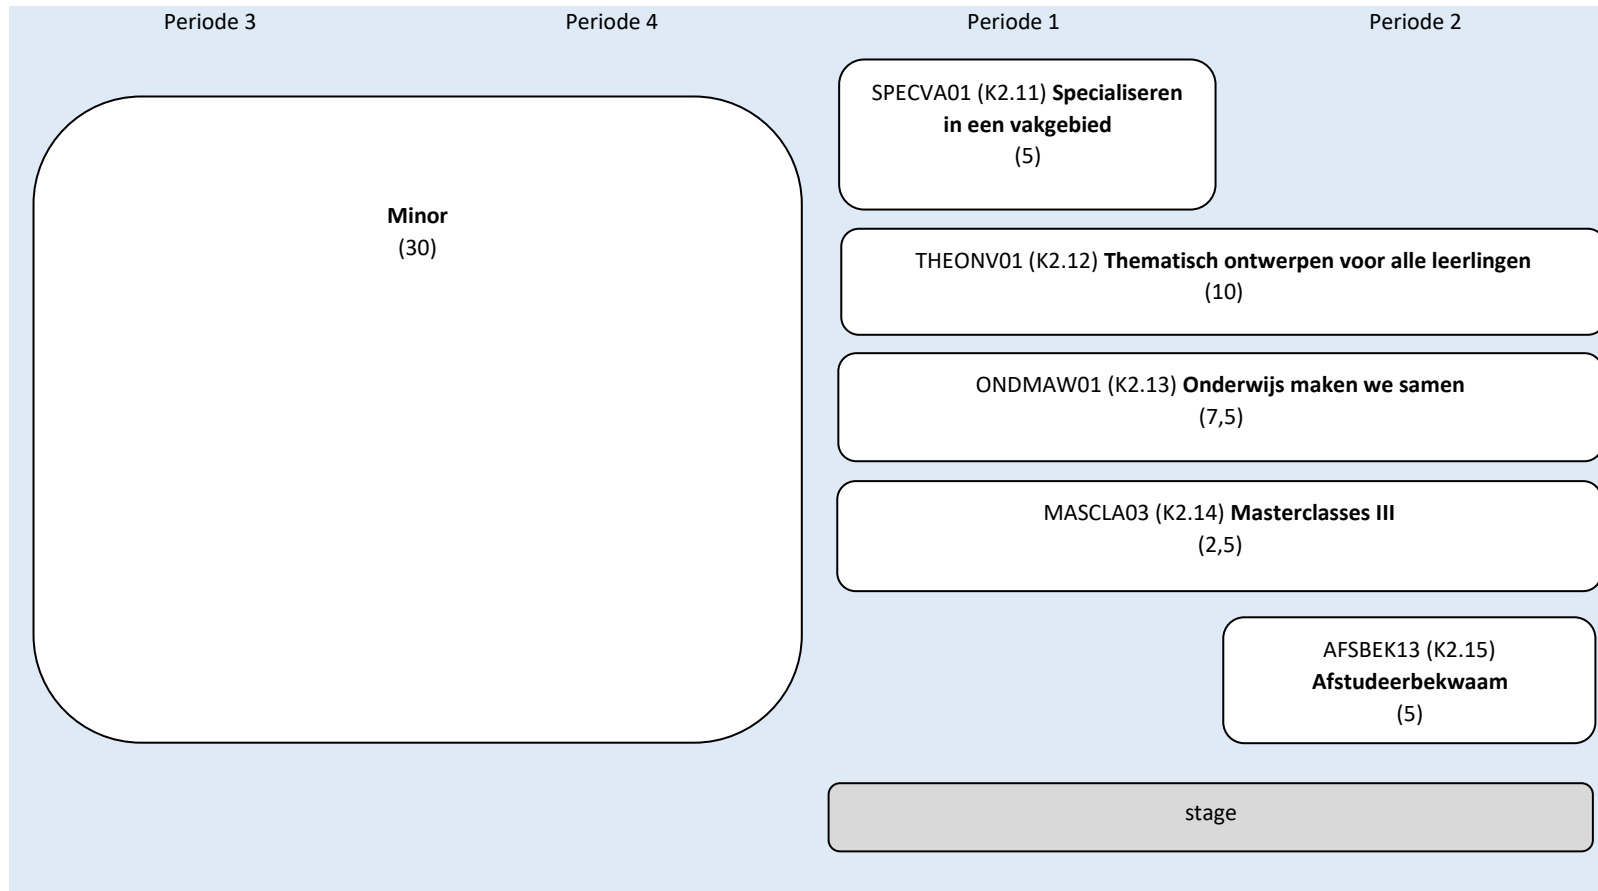 Periode 3 Periode 4 Periode 1 Periode 2
Minor
(30)
SPECVA01 (K2.11) Specialiseren
in een vakgebied
(5)
THEONV01 (K2.12) Thematisch ontwerpen voor alle leerlingen
(10)
ONDMAW01 (K2.13) Onderwijs maken we samen
(7,5)
MASCLA03 (K2.14) Masterclasses III
(2,5)
AFSBEK13 (K2.15)
Afstudeerbekwaam
(5)
stage